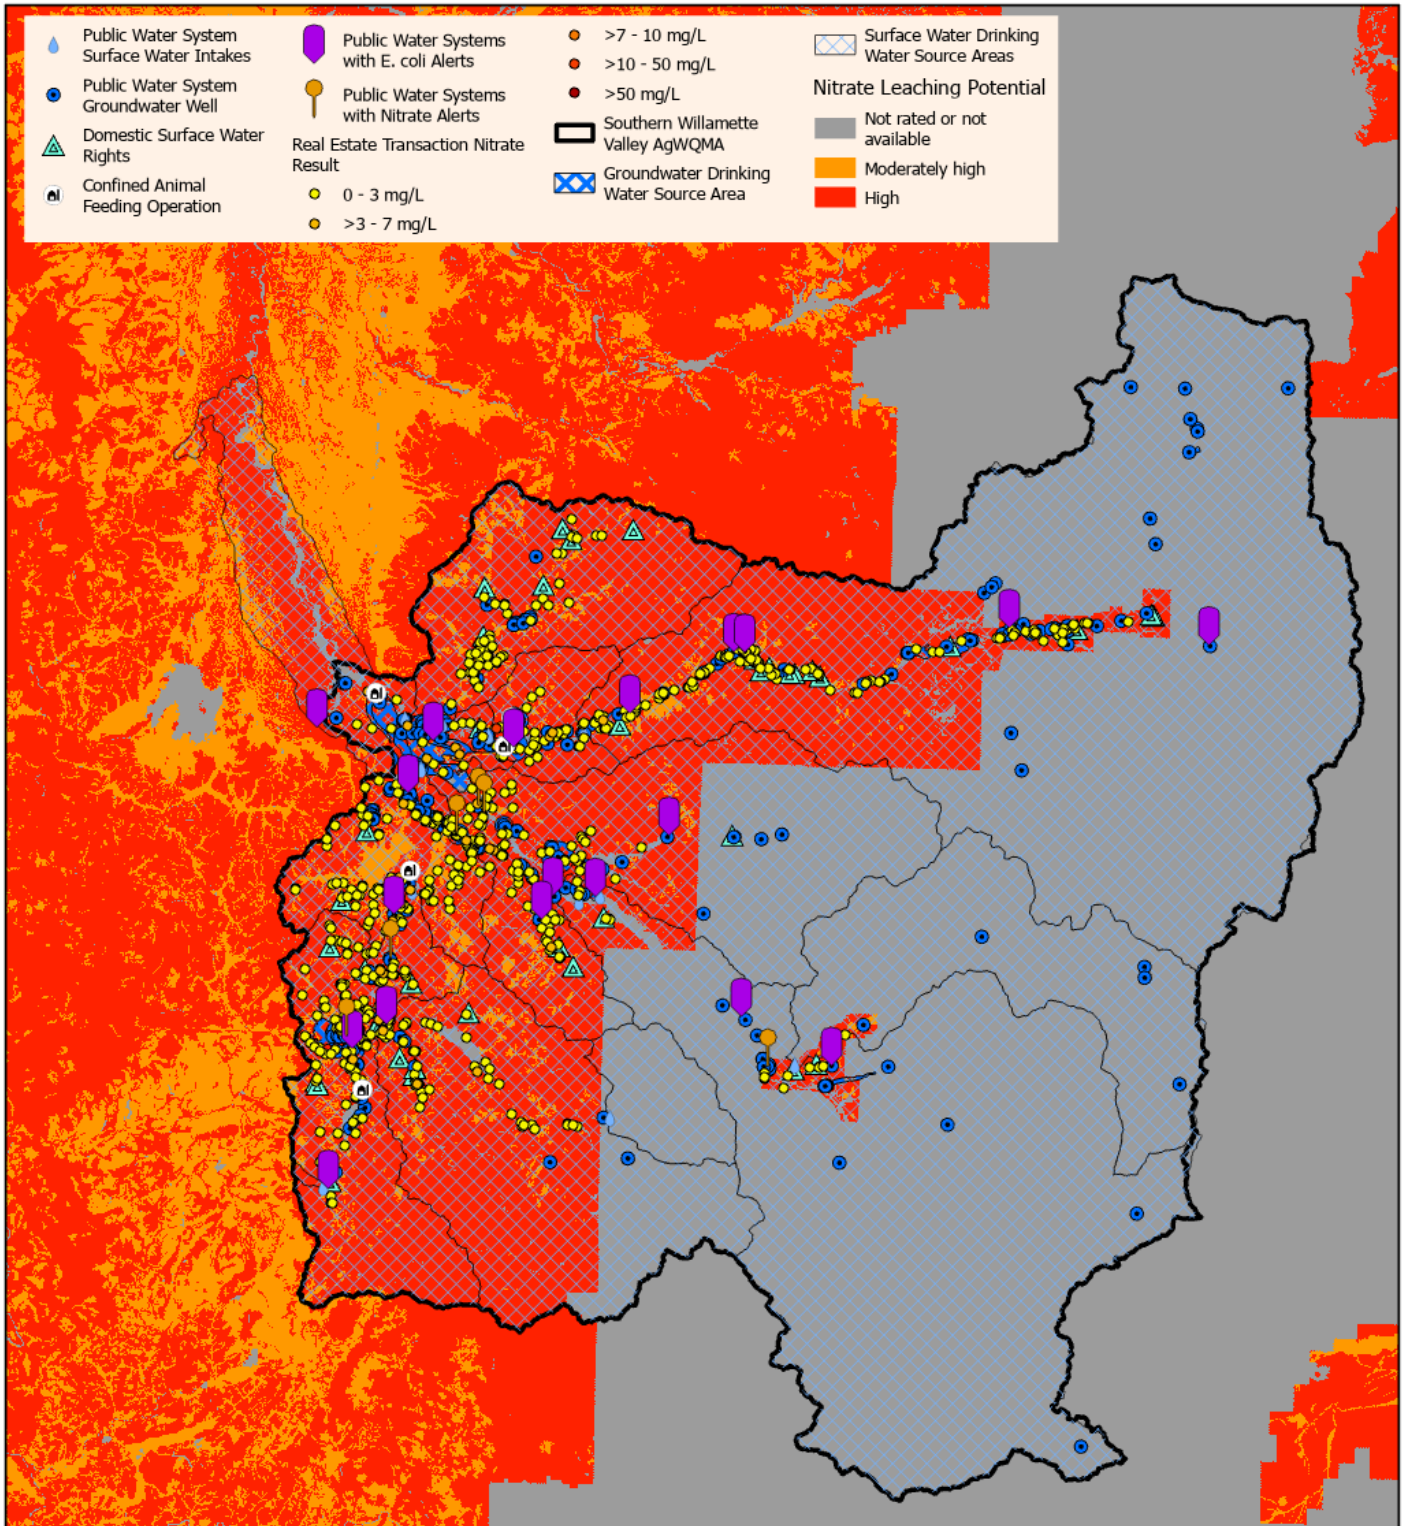 Public Water System
Surface Water Intakes
Public Water System
Groundwater Well
Domestic Surface Water
Rights
Confined Animal
Feeding Operation
Public Water Systems
with E. coli Alerts
Public Water Systems
with Nitrate Alerts
Real Estate Transaction Nitrate
Result
0 - 3 mg/L
>3 - 7 mg/L
>7 - 10 mg/L
>10 - 50 mg/L
>50 mg/L
Southern Willamette
Valley AgWQMA
Groundwater Drinking
Water Source Area
Surface Water Drinking
Water Source Areas
Nitrate Leaching Potential
Not rated or not
available
Moderately high
High